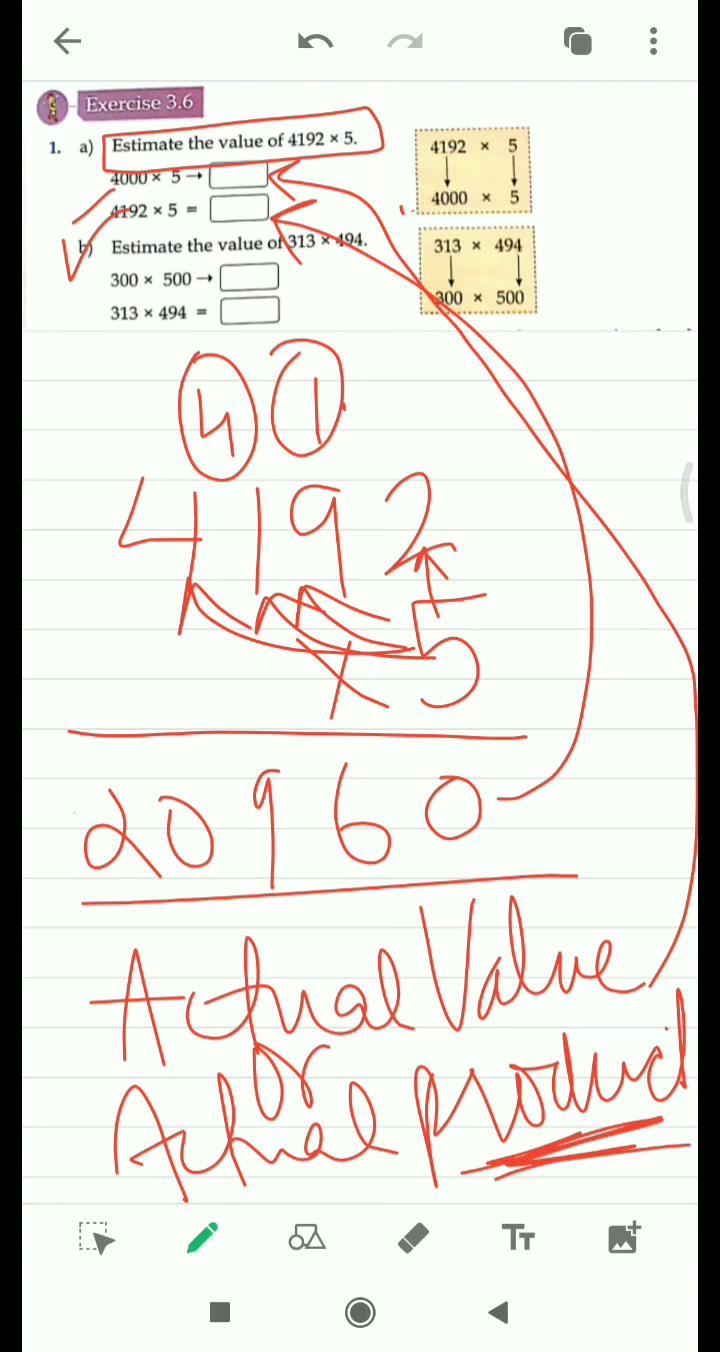 Exercise 3.6
1. a) Estimate the value of 4192 × 5.
4000 × 5 →
4192 × 5 =
b) Estimate the value of 313 × 494.
300 × 500 →
313 × 494 =
4192 × 5
4000 × 5
313 × 494
300 × 500
4 1
4192
× 5
20960
Actual Value
or
Actual product
Tт